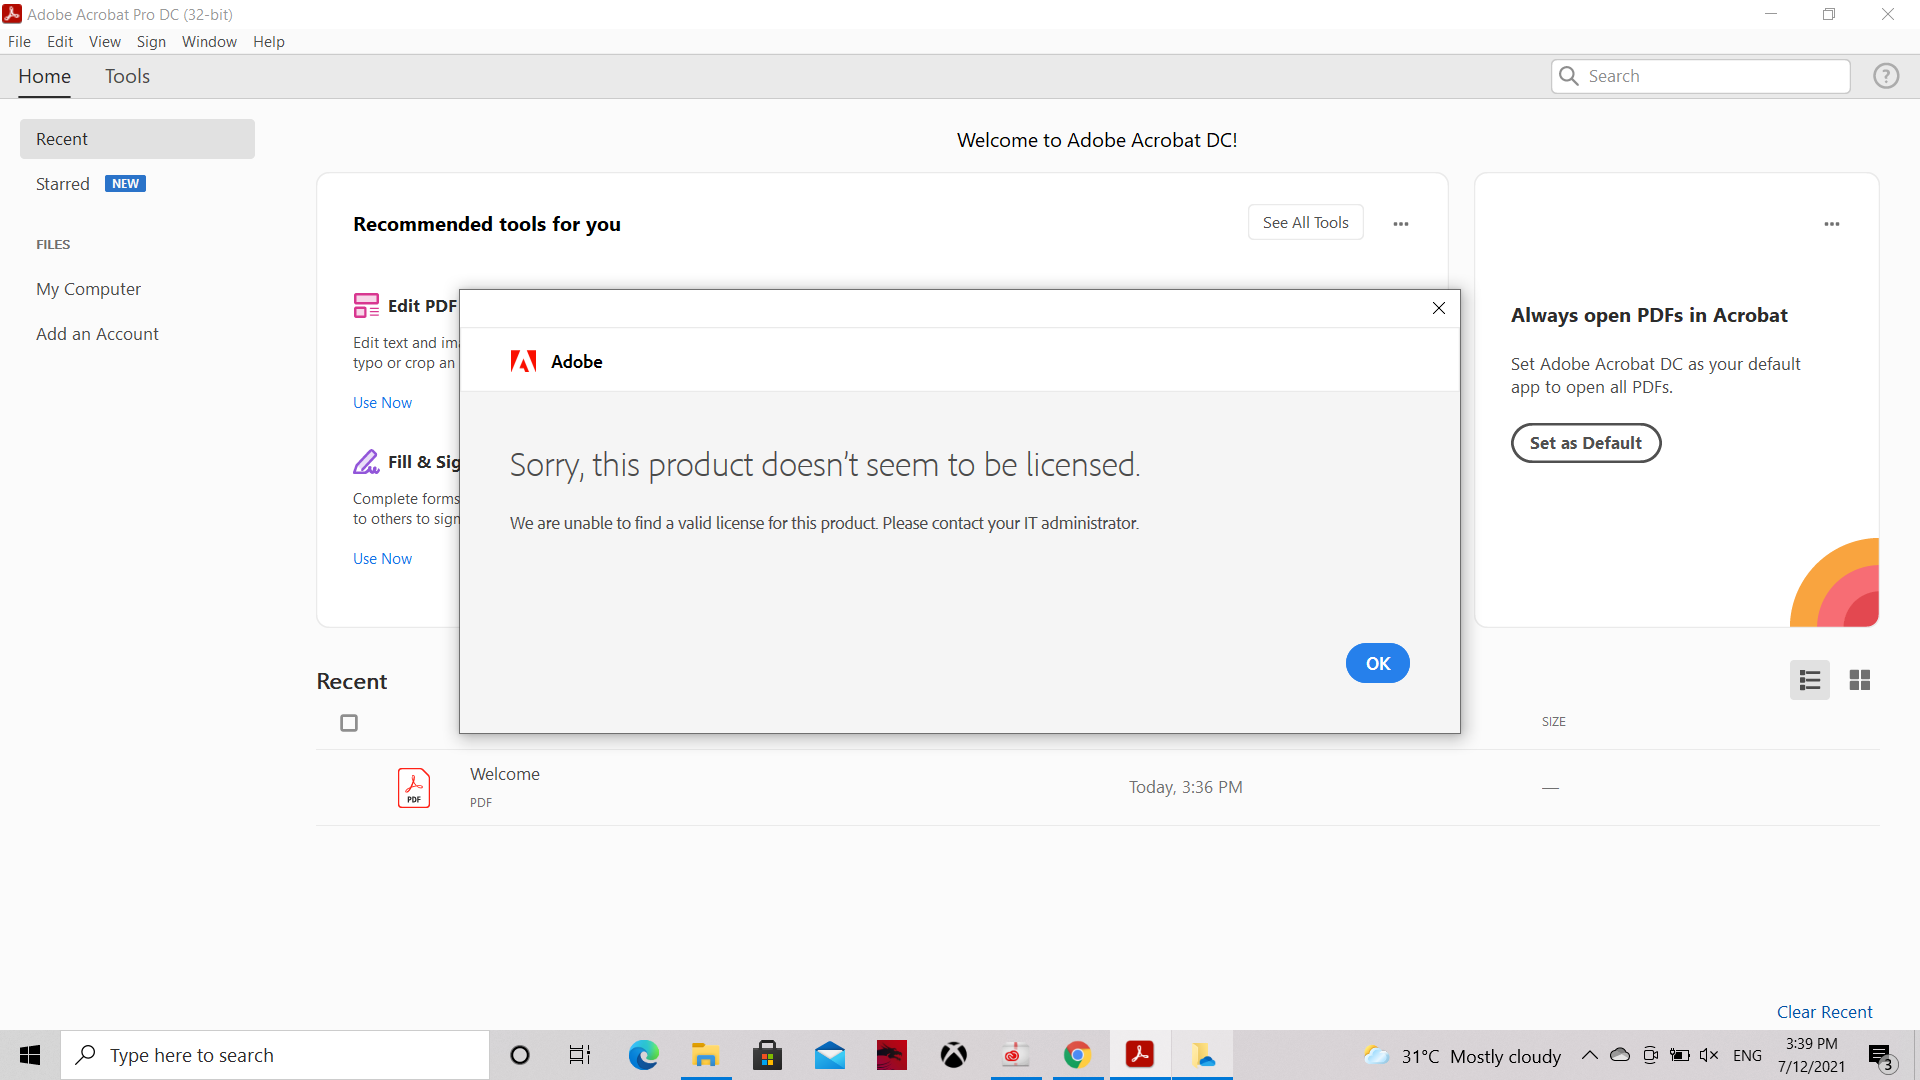 Adobe Acrobat Pro DC (32-bit)
File Edit View Sign Window Help
Home Tools
Search
?
Recent
Starred NEW
FILES
My Computer
Add an Account
Welcome to Adobe Acrobat DC!
Recommended tools for you
See All Tools
Edit PDF
Edit text and
typo or crop an
Use Now
Fill &
Complete forms
to others to sign
Use Now
Adobe
Sorry, this product doesn't seem to be licensed.
We are unable to find a valid license for this product. Please contact your IT administrator.
OK
Always open PDFs in Acrobat
Set Adobe Acrobat DC as your default
app to open all PDFs.
Set as Default
Recent
SIZE
PDF
Welcome
PDF
Today, 3:36 PM
—
Clear Recent
Type here to search
31°C Mostly cloudy
ENG
3:39 PM
7/12/2021
3